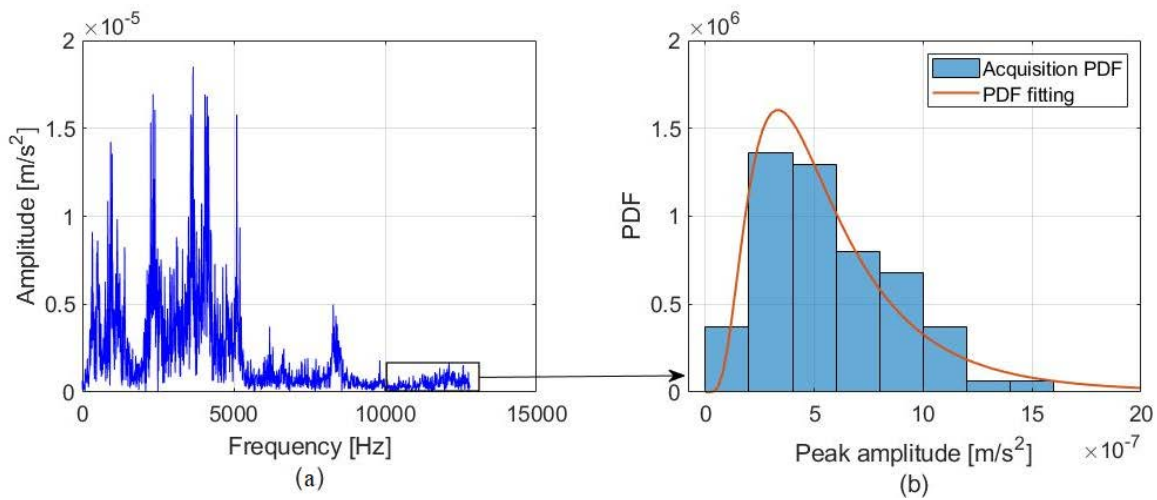 ×10⁻⁵
2
1.5
1
0.5
0
Amplitude [m/s²]
0 5000 10000 15000
Frequency [Hz]
(a)
×10⁶
2
1.5
1
0.5
0
PDF
Acquisition PDF
PDF fitting
0 5 10 15 20
Peak amplitude [m/s²] ×10⁻⁷
(b)